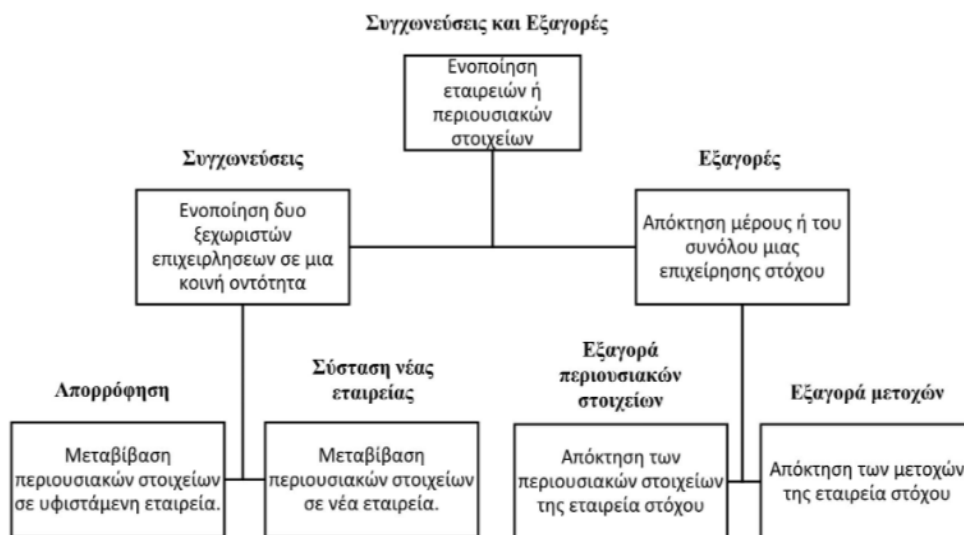 Συγχωνεύσεις και Εξαγορές
Ενοποίηση
εταιρειών ή
περιουσιακών
στοιχείων
Συγχωνεύσεις
Ενοποίηση δυο
ξεχωριστών
επιχειρλησεων σε μια
κοινή οντότητα
Εξαγορές
Απόκτηση μέρους ή του
συνόλου μιας
επιχείρησης στόχου
Απορρόφηση
Μεταβίβαση
περιουσιακών στοιχείων
σε υφιστάμενη εταιρεία.
Σύσταση νέας
εταιρείας
Μεταβίβαση
περιουσιακών στοιχείων
σε νέα εταιρεία.
Εξαγορά
περιουσιακών
στοιχείων
Απόκτηση των
περιουσιακών στοιχείων
της εταιρεία στόχου
Εξαγορά μετοχών
Απόκτηση των μετοχών
της εταιρεία στόχου